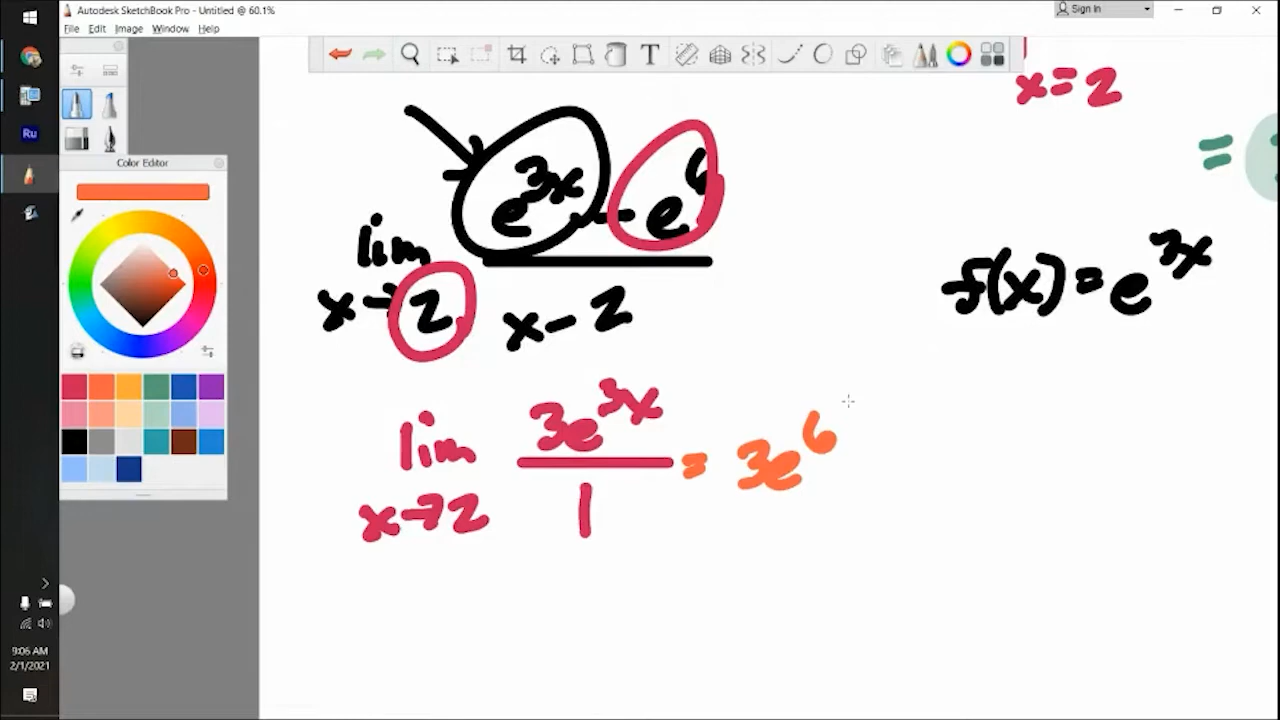 Autodesk SketchBook Pro - Untitled @ 60.1%
Sign In
File Edit Image Window Help
T
x = 2
=
Color Editor
Ru
lim x→2 e^3x - e^6 / x - 2
f(x) = e^3x
lim x→2 3e^3x / 1 = 3e^6
9:06 AM
2/1/2021